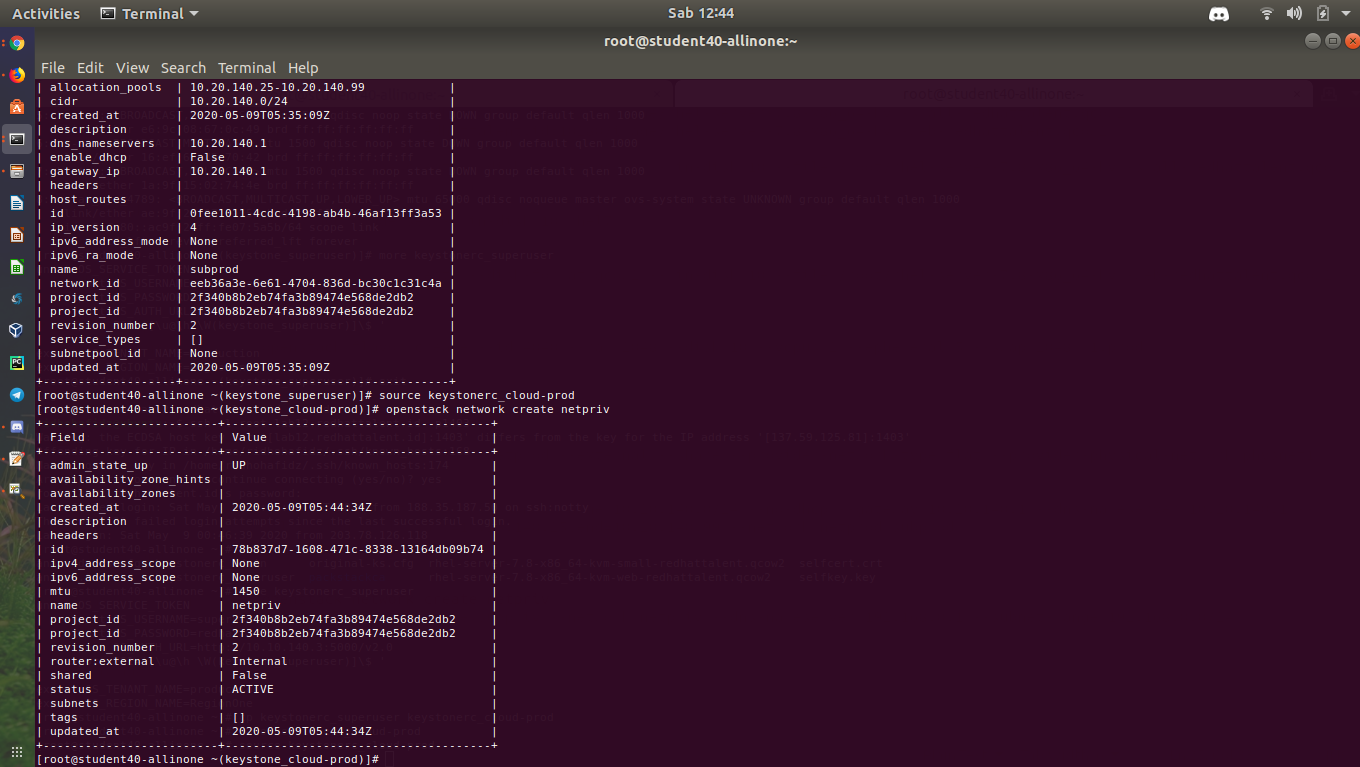 Activities Terminal Sab 12:44
root@student40-allinone:~
File Edit View Search Terminal Help
| allocation_pools | 10.20.140.25-10.20.140.99 |
| cidr | 10.20.140.0/24 |
| created_at | 2020-05-09T05:35:09Z |
| description | |
| dns_nameservers | 10.20.140.1 |
| enable_dhcp | False |
| gateway_ip | 10.20.140.1 |
| headers | |
| host_routes | |
| id | 0fee1011-4cdc-4198-ab4b-46af13ff3a53 |
| ip_version | 4 |
| ipv6_address_mode | None |
| ipv6_ra_mode | None |
| name | subprod |
| network_id | eeb36a3e-6e61-4704-836d-bc30c1c31c4a |
| project_id | 2f340b8b2eb74fa3b89474e568de2db2 |
| project_id | 2f340b8b2eb74fa3b89474e568de2db2 |
| revision_number | 2 |
| service_types | [] |
| subnetpool_id | None |
| updated_at | 2020-05-09T05:35:09Z |
+-------------------+--------------------------------------+
[root@student40-allinone ~(keystone_superuser)]# source keystonerc_cloud-prod
[root@student40-allinone ~(keystone_cloud-prod)]# openstack network create netpriv
+-------------------------+--------------------------------------+
| Field | Value |
+-------------------------+--------------------------------------+
| admin_state_up | UP |
| availability_zone_hints | |
| availability_zones | |
| created_at | 2020-05-09T05:44:34Z |
| description | |
| headers | |
| id | 78b837d7-1608-471c-8338-13164db09b74 |
| ipv4_address_scope | None |
| ipv6_address_scope | None |
| mtu | 1450 |
| name | netpriv |
| project_id | 2f340b8b2eb74fa3b89474e568de2db2 |
| project_id | 2f340b8b2eb74fa3b89474e568de2db2 |
| revision_number | 2 |
| router:external | Internal |
| shared | False |
| status | ACTIVE |
| subnets | |
| tags | [] |
| updated_at | 2020-05-09T05:44:34Z |
+-------------------------+--------------------------------------+
[root@student40-allinone ~(keystone_cloud-prod)]#